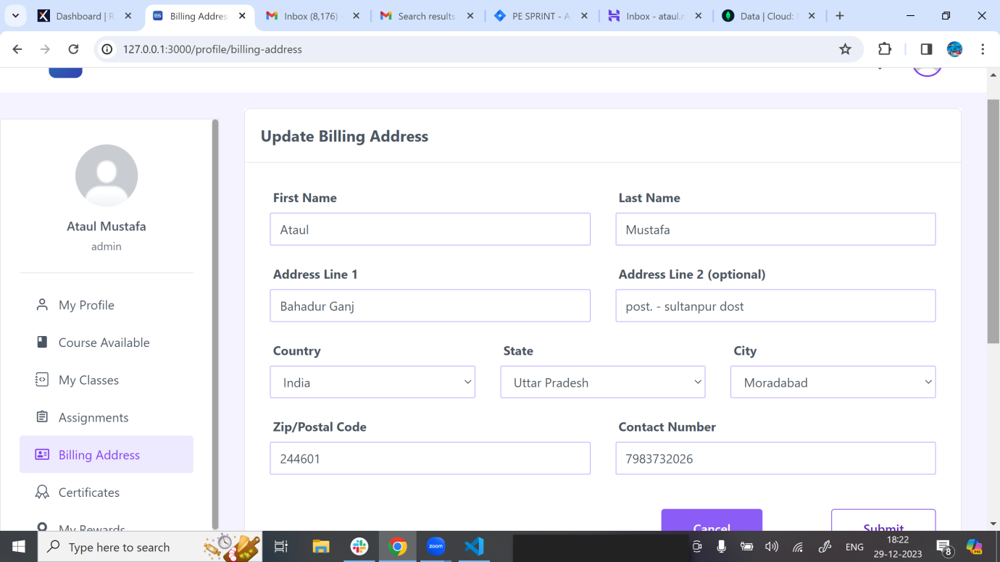 Dashboard | R
Billing Addres
Inbox (8,176)
Search results
PE SPRINT - A
Inbox - ataul.m
Data | Cloud:
127.0.0.1:3000/profile/billing-address
Update Billing Address
Ataul Mustafa
admin
My Profile
Course Available
My Classes
Assignments
Billing Address
Certificates
My Rewards
First Name
Last Name
Ataul
Mustafa
Address Line 1
Address Line 2 (optional)
Bahadur Ganj
post. - sultanpur dost
Country
State
City
India
Uttar Pradesh
Moradabad
Zip/Postal Code
Contact Number
244601
7983732026
Cancel
Submit
Type here to search
zoom
ENG
18:22
29-12-2023
8
PRE